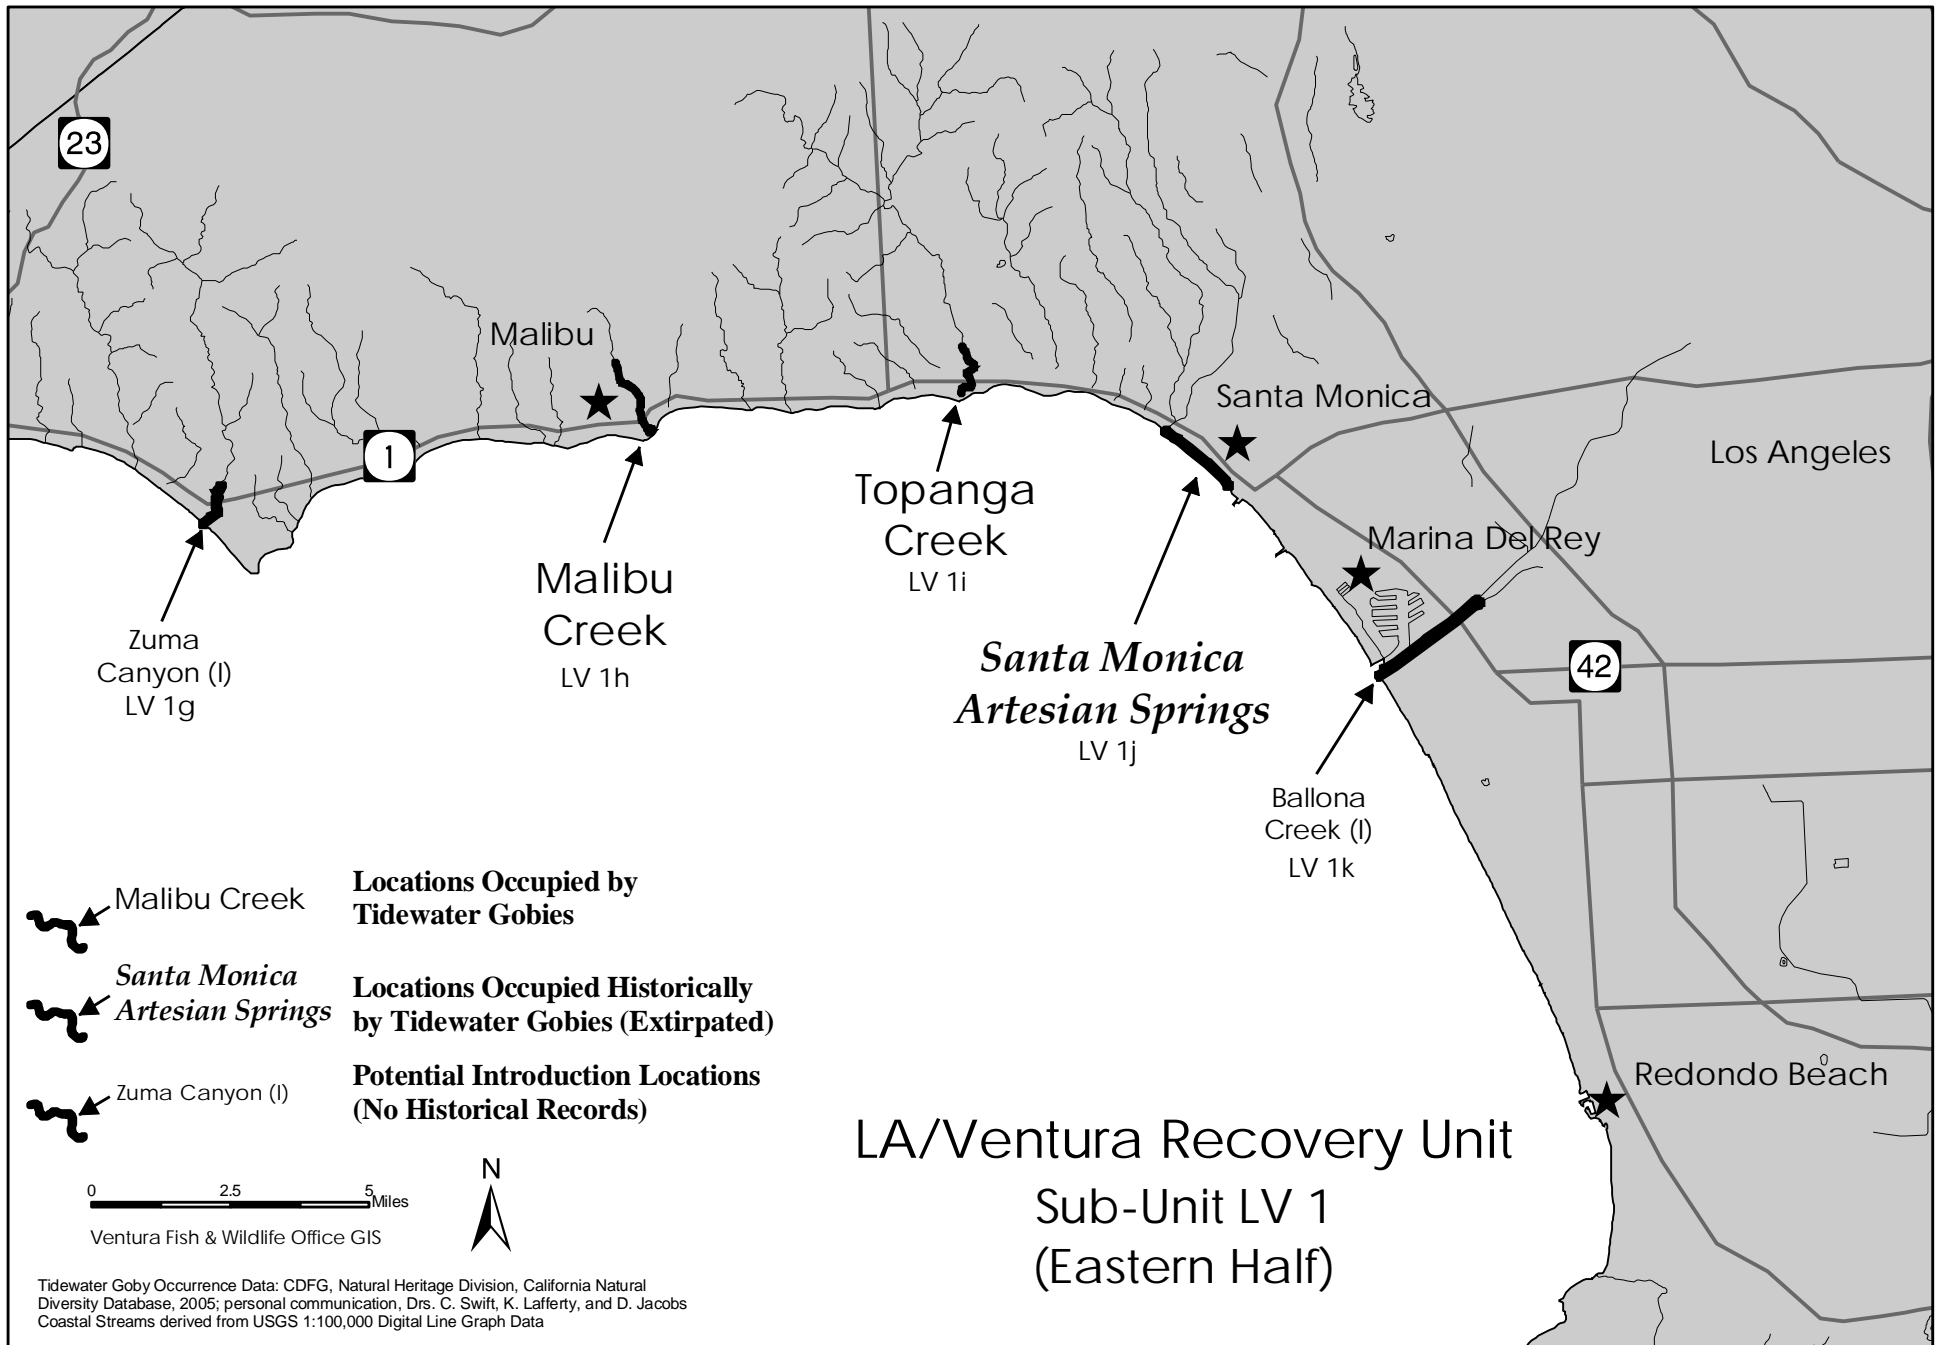 23
Malibu
Santa Monica
Los Angeles
1
Topanga
Creek
LV 1i
Marina Del Rey
Malibu
Creek
LV 1h
Zuma
Canyon (I)
LV 1g
Santa Monica
Artesian Springs
LV 1j
42
Ballona
Creek (I)
LV 1k
Malibu Creek
Locations Occupied by
Tidewater Gobies
Santa Monica
Artesian Springs
Locations Occupied Historically
by Tidewater Gobies (Extirpated)
Zuma Canyon (I)
Potential Introduction Locations
(No Historical Records)
Redondo Beach
LA/Ventura Recovery Unit
Sub-Unit LV 1
(Eastern Half)
N
0 2.5 5 Miles
Ventura Fish & Wildlife Office GIS
Tidewater Goby Occurrence Data: CDFG, Natural Heritage Division, California Natural
Diversity Database, 2005; personal communication, Drs. C. Swift, K. Lafferty, and D. Jacobs
Coastal Streams derived from USGS 1:100,000 Digital Line Graph Data